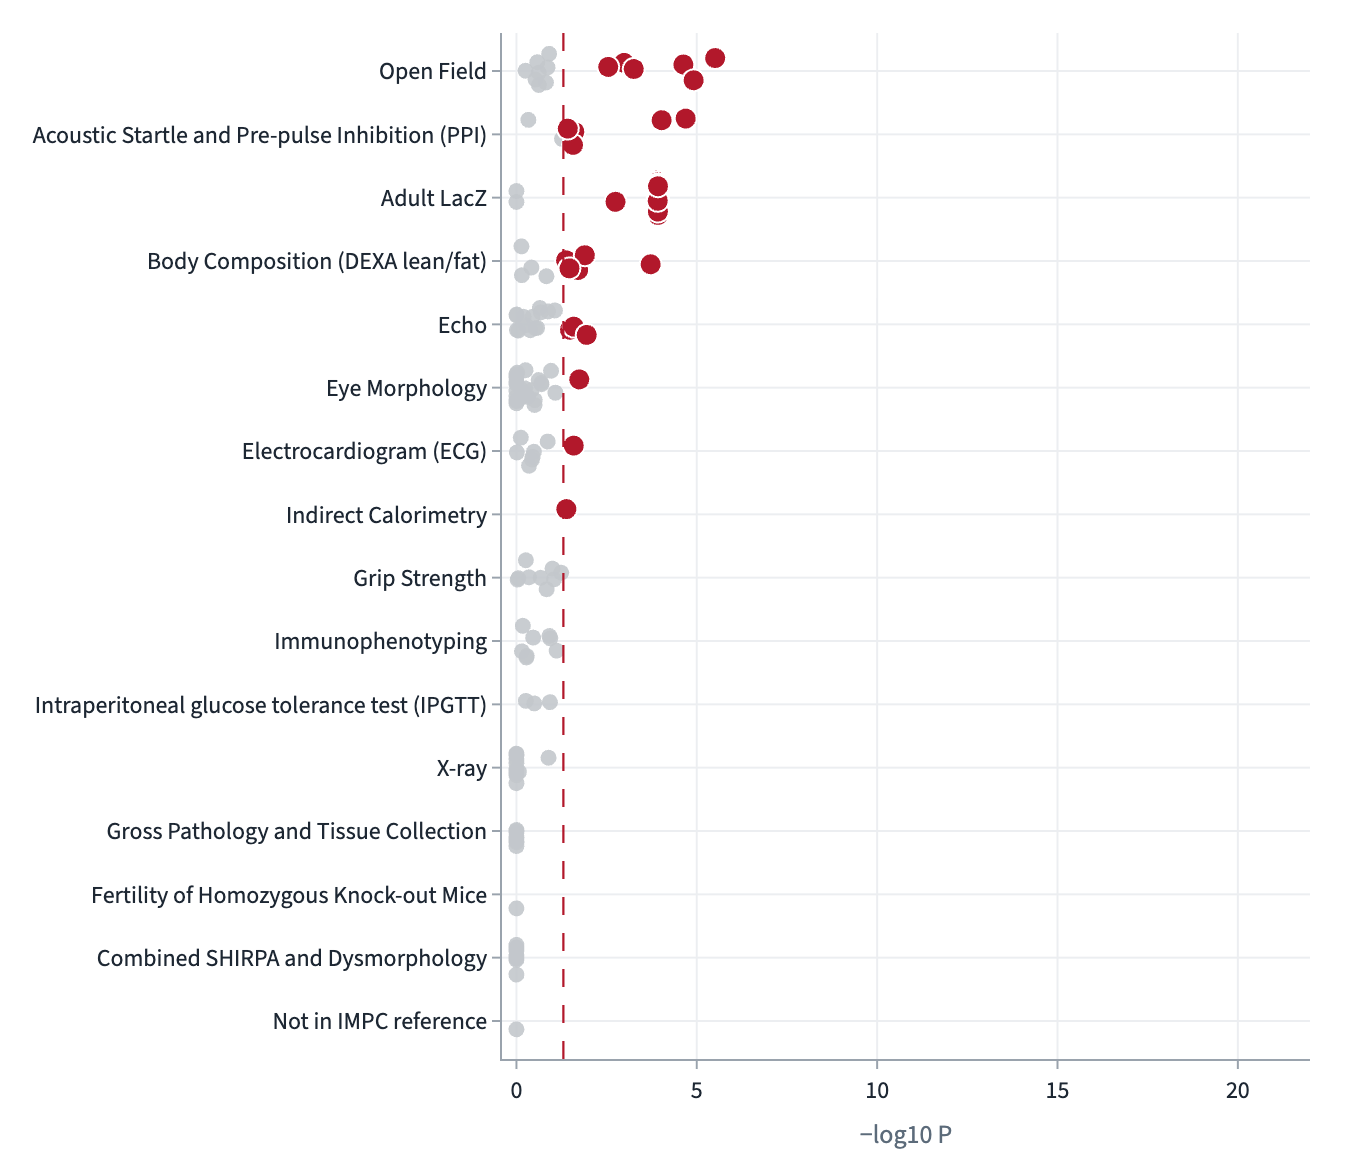 Open Field
Acoustic Startle and Pre-pulse Inhibition (PPI)
Adult LacZ
Body Composition (DEXA lean/fat)
Echo
Eye Morphology
Electrocardiogram (ECG)
Indirect Calorimetry
Grip Strength
Immunophenotyping
Intraperitoneal glucose tolerance test (IPGTT)
X-ray
Gross Pathology and Tissue Collection
Fertility of Homozygous Knock-out Mice
Combined SHIRPA and Dysmorphology
Not in IMPC reference
0 5 10 15 20
−log10 P